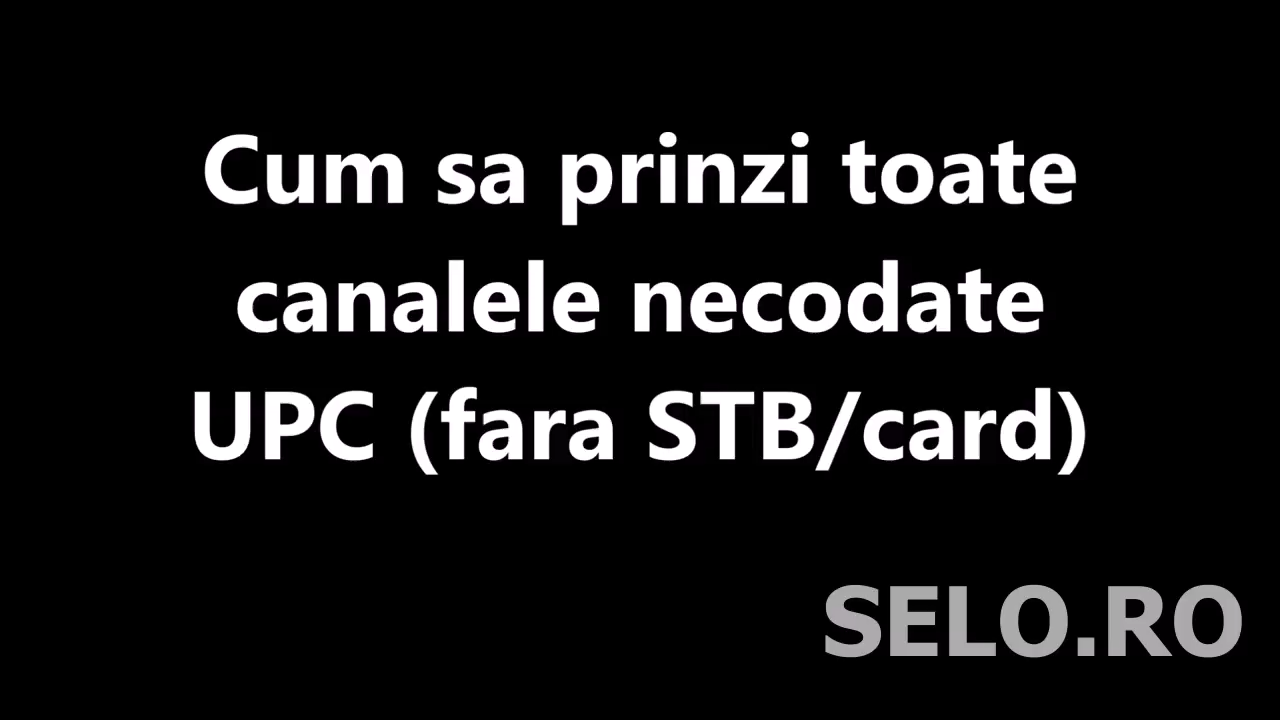 Cum sa prinzi toate
canalele necodate
UPC (fara STB/card)
SELO.RO